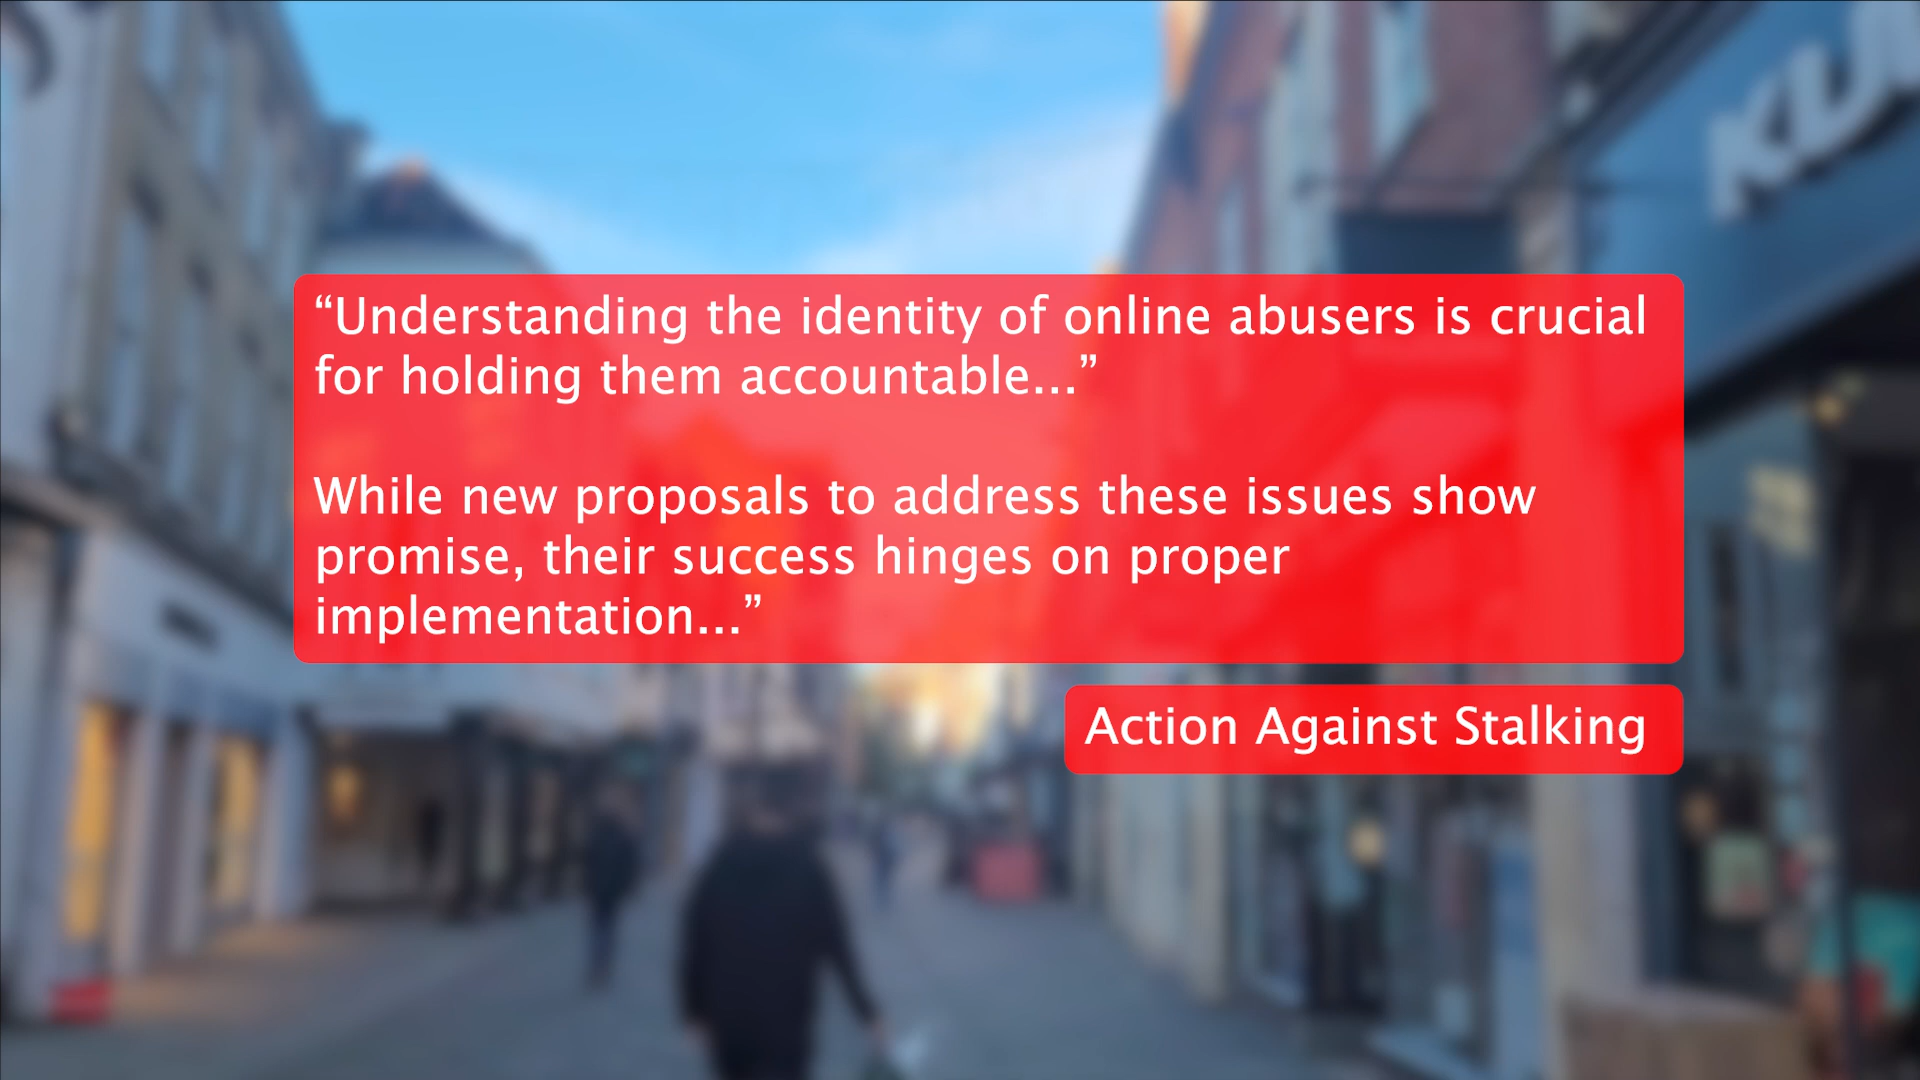 “Understanding the identity of online abusers is crucial
for holding them accountable...”
While new proposals to address these issues show
promise, their success hinges on proper
implementation...”
Action Against Stalking